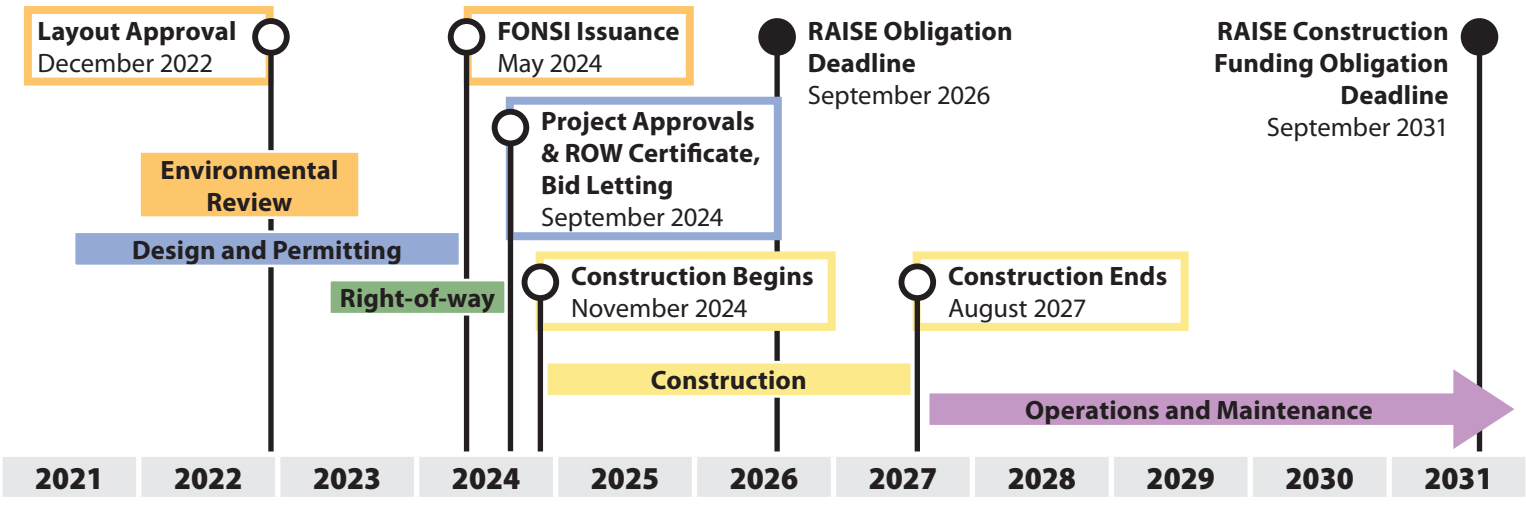 Layout Approval
December 2022
FONSI Issuance
May 2024
RAISE Obligation
Deadline
September 2026
RAISE Construction
Funding Obligation
Deadline
September 2031
Project Approvals
& ROW Certificate,
Bid Letting
September 2024
Environmental
Review
Design and Permitting
Right-of-way
Construction Begins
November 2024
Construction Ends
August 2027
Construction
Operations and Maintenance
2021 2022 2023 2024 2025 2026 2027 2028 2029 2030 2031